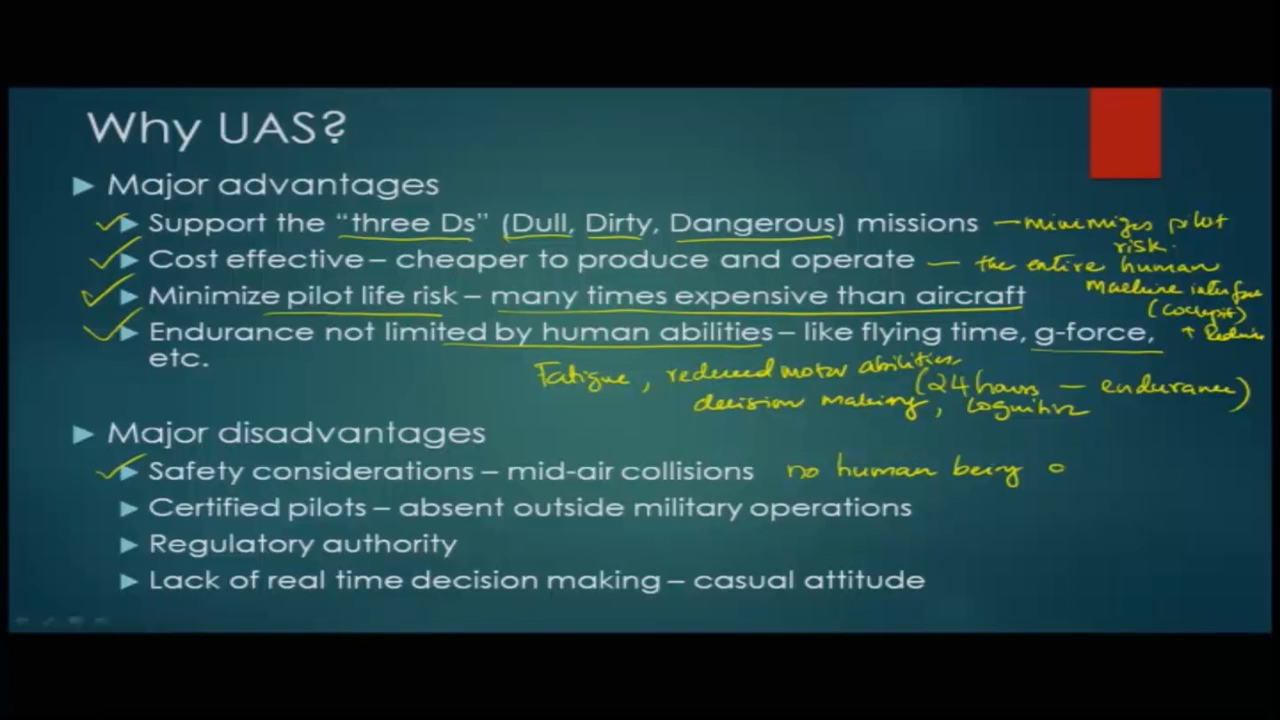 Why UAS?
Major advantages
Support the “three Ds” (Dull, Dirty, Dangerous) missions — minimizes pilot
risk.
Cost effective – cheaper to produce and operate — the entire human
Machine interface
Minimize pilot life risk – many times expensive than aircraft
(cockpit)
Endurance not limited by human abilities – like flying time, g-force, +
etc.
Fatigue, reduced motor abilities,
(24 hours — endurance)
decision making, cognitive
Major disadvantages
Safety considerations – mid-air collisions no human being
Certified pilots – absent outside military operations
Regulatory authority
Lack of real time decision making – casual attitude